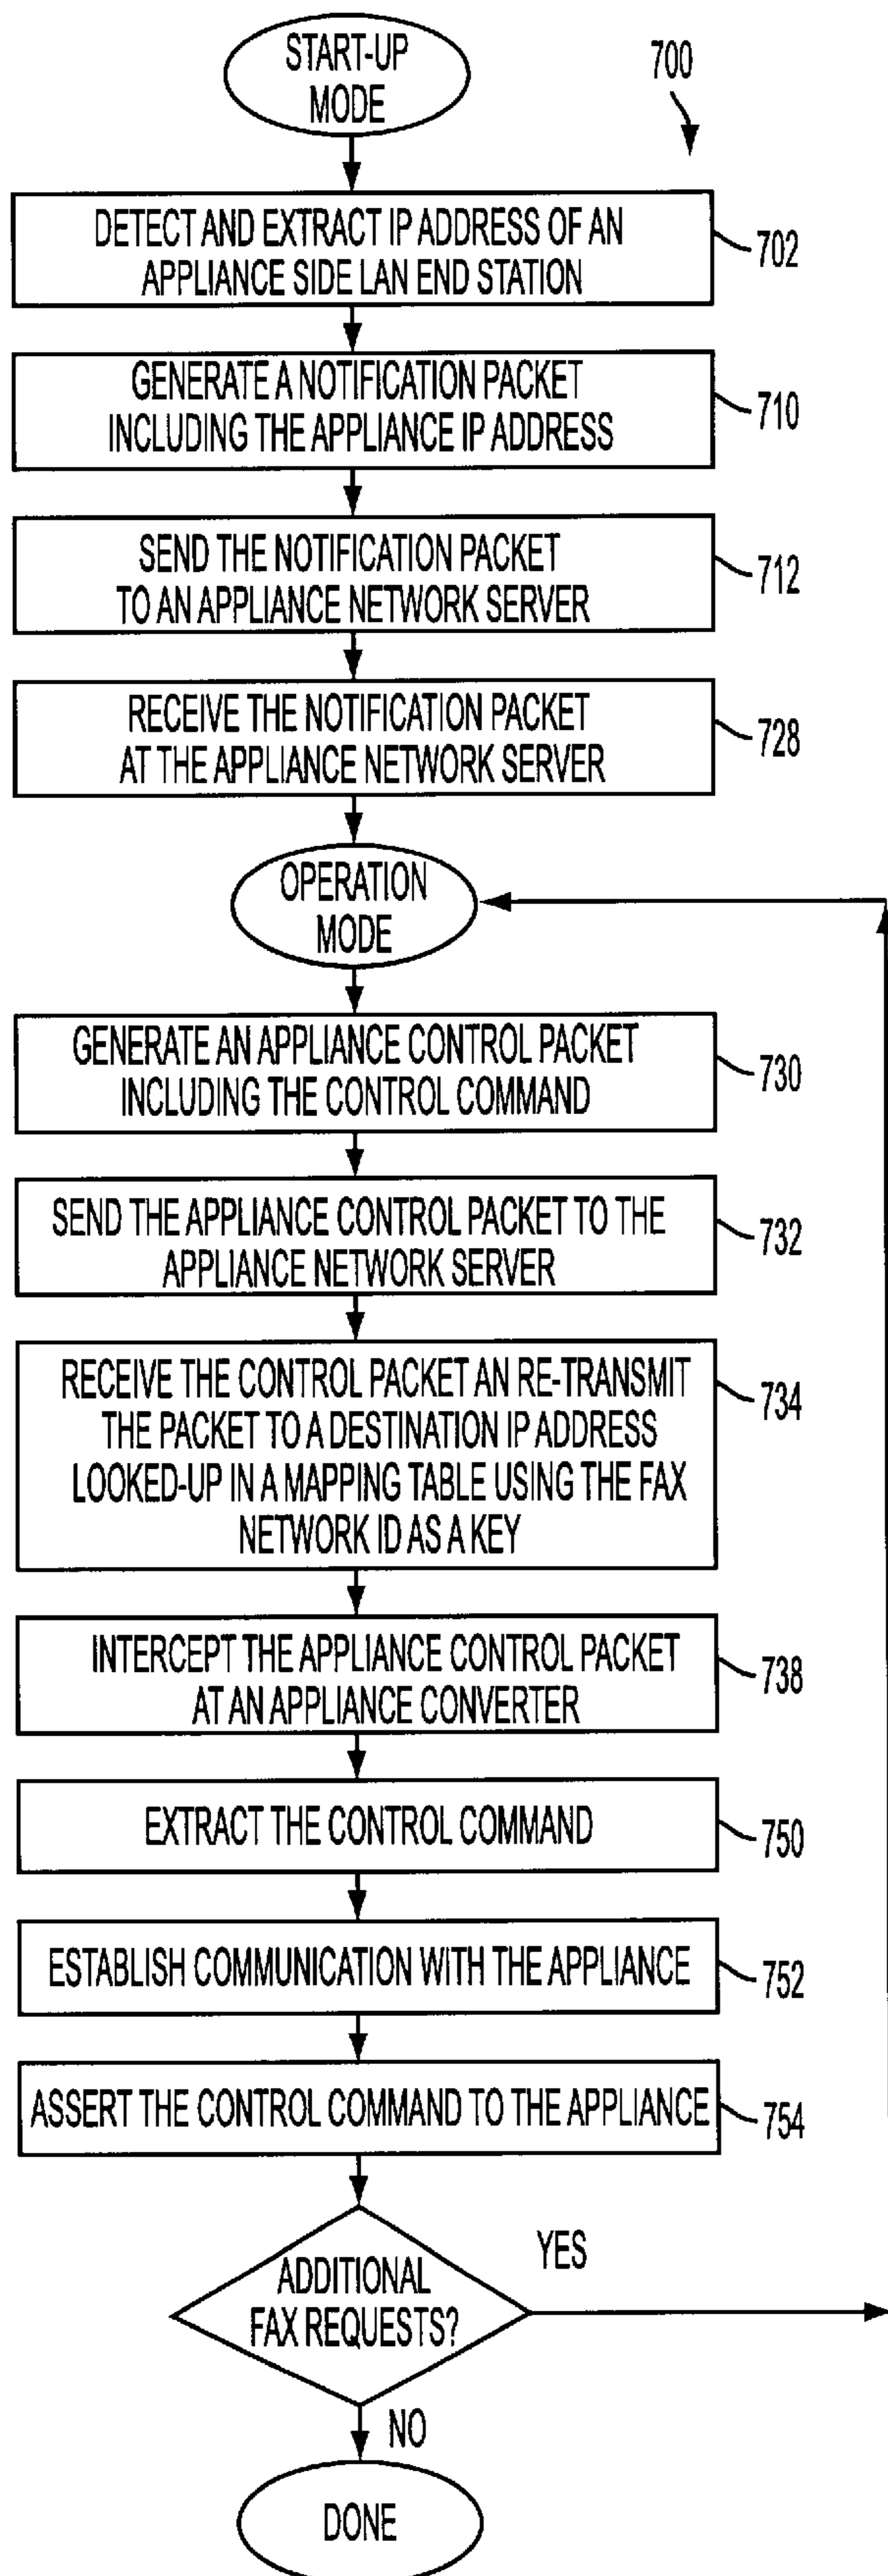 START-UP
MODE
700
DETECT AND EXTRACT IP ADDRESS OF AN
APPLIANCE SIDE LAN END STATION
702
GENERATE A NOTIFICATION PACKET
INCLUDING THE APPLIANCE IP ADDRESS
710
SEND THE NOTIFICATION PACKET
TO AN APPLIANCE NETWORK SERVER
712
RECEIVE THE NOTIFICATION PACKET
AT THE APPLIANCE NETWORK SERVER
728
OPERATION
MODE
GENERATE AN APPLIANCE CONTROL PACKET
INCLUDING THE CONTROL COMMAND
730
SEND THE APPLIANCE CONTROL PACKET TO THE
APPLIANCE NETWORK SERVER
732
RECEIVE THE CONTROL PACKET AN RE-TRANSMIT
THE PACKET TO A DESTINATION IP ADDRESS
LOOKED-UP IN A MAPPING TABLE USING THE FAX
NETWORK ID AS A KEY
734
INTERCEPT THE APPLIANCE CONTROL PACKET
AT AN APPLIANCE CONVERTER
738
EXTRACT THE CONTROL COMMAND
750
ESTABLISH COMMUNICATION WITH THE APPLIANCE
752
ASSERT THE CONTROL COMMAND TO THE APPLIANCE
754
ADDITIONAL
FAX REQUESTS?
YES
NO
DONE